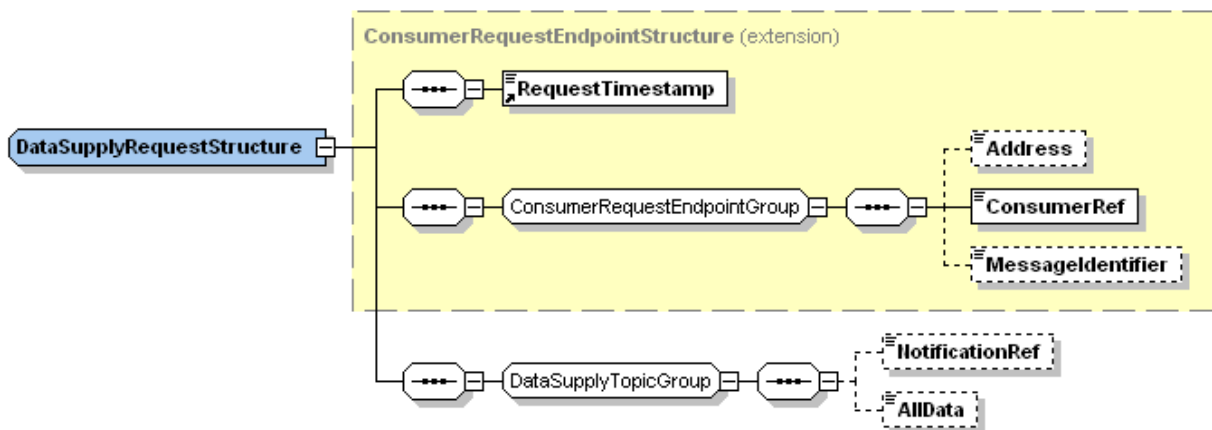 ConsumerRequestEndpointStructure (extension)
RequestTimestamp
DataSupplyRequestStructure
Address
ConsumerRequestEndpointGroup
ConsumerRef
MessageIdentifier
NotificationRef
DataSupplyTopicGroup
AllData